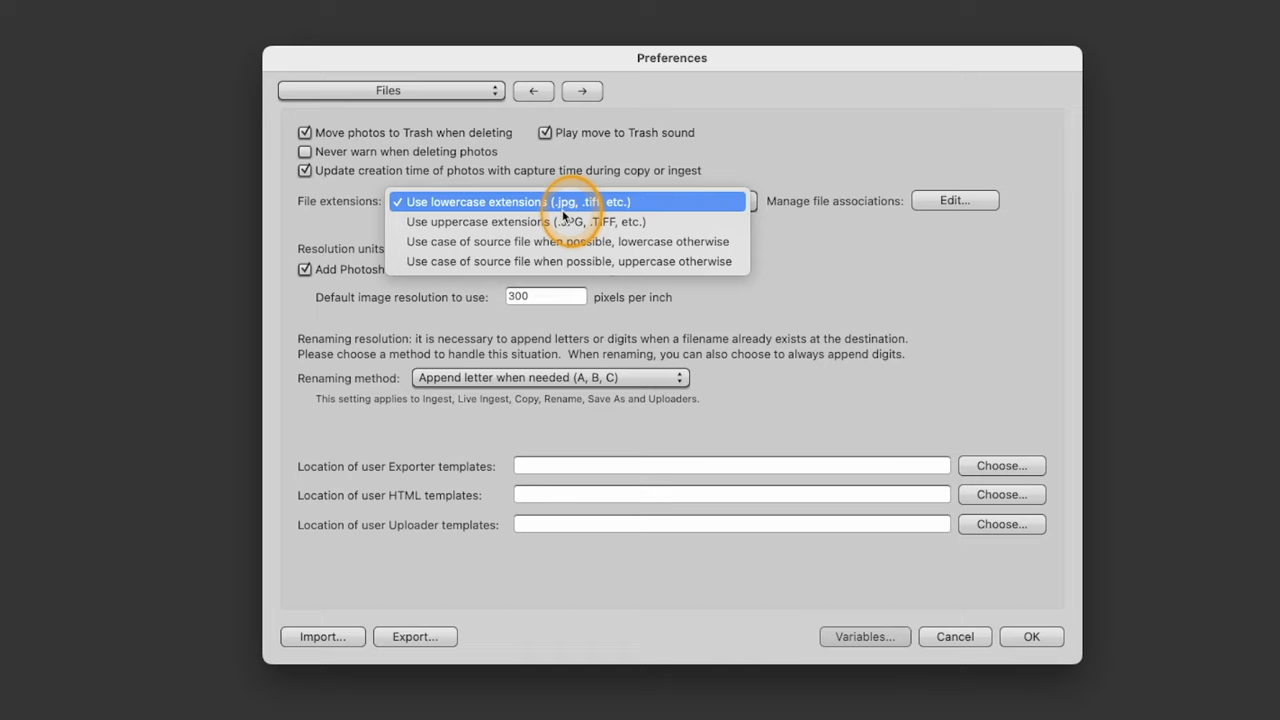 Preferences
Files
← →
Move photos to Trash when deleting Play move to Trash sound
Never warn when deleting photos
Update creation time of photos with capture time during copy or ingest
File extensions: ✓ Use lowercase extensions (.jpg, .tiff, etc.) Manage file associations: Edit...
Use uppercase extensions (.JPG, .TIFF, etc.)
Use case of source file when possible, lowercase otherwise
Resolution units
Use case of source file when possible, uppercase otherwise
Add Photosh
Default image resolution to use: 300 pixels per inch
Renaming resolution: it is necessary to append letters or digits when a filename already exists at the destination.
Please choose a method to handle this situation. When renaming, you can also choose to always append digits.
Renaming method: Append letter when needed (A, B, C)
This setting applies to Ingest, Live Ingest, Copy, Rename, Save As and Uploaders.
Location of user Exporter templates: Choose...
Location of user HTML templates: Choose...
Location of user Uploader templates: Choose...
Import... Export... Variables... Cancel OK